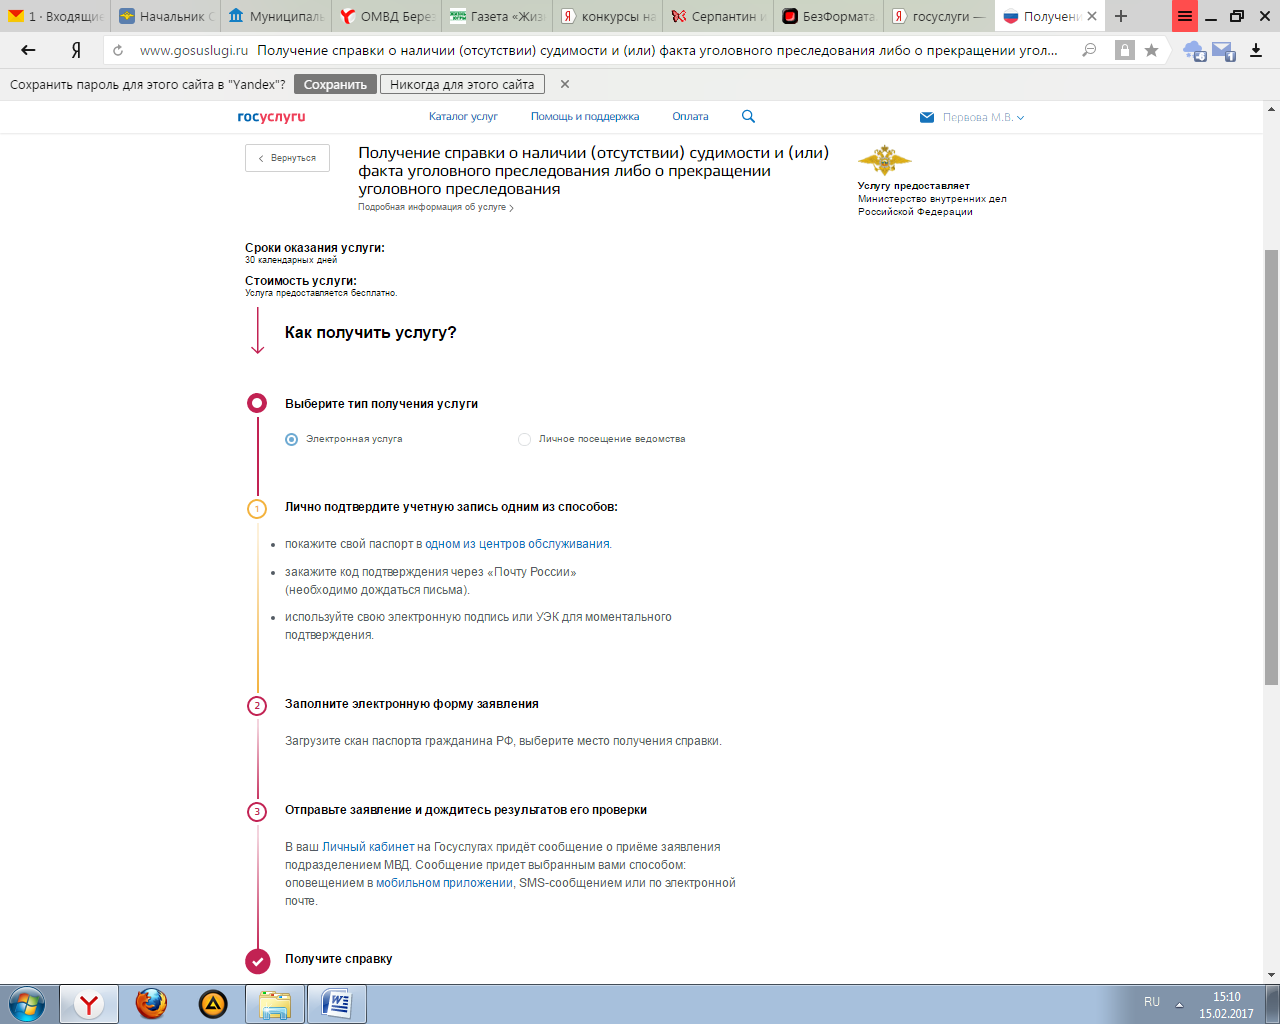 1 · Входящие
Начальник О
Муниципаль
ОМВД Берез
Газета «Жиз
конкурсы на
Серпантин и
БезФормата
госуслуги —
Получени
www.gosuslugi.ru Получение справки о наличии (отсутствии) судимости и (или) факта уголовного преследования либо о прекращении угол...
Сохранить пароль для этого сайта в "Yandex"? Сохранить Никогда для этого сайта
госуслуги Каталог услуг Помощь и поддержка Оплата Первова М.В.
Вернуться
Получение справки о наличии (отсутствии) судимости и (или)
факта уголовного преследования либо о прекращении
уголовного преследования
Подробная информация об услуге
Услугу предоставляет
Министерство внутренних дел
Российской Федерации
Сроки оказания услуги:
30 календарных дней
Стоимость услуги:
Услуга предоставляется бесплатно.
Как получить услугу?
Выберите тип получения услуги
Электронная услуга Личное посещение ведомства
1 Лично подтвердите учетную запись одним из способов:
• покажите свой паспорт в одном из центров обслуживания.
• закажите код подтверждения через «Почту России»
(необходимо дождаться письма).
• используйте свою электронную подпись или УЭК для моментального
подтверждения.
2 Заполните электронную форму заявления
Загрузите скан паспорта гражданина РФ, выберите место получения справки.
3 Отправьте заявление и дождитесь результатов его проверки
В ваш Личный кабинет на Госуслугах придёт сообщение о приёме заявления
подразделением МВД. Сообщение придет выбранным вами способом:
оповещением в мобильном приложении, SMS-сообщением или по электронной
почте.
Получите справку
RU
15:10
15.02.2017